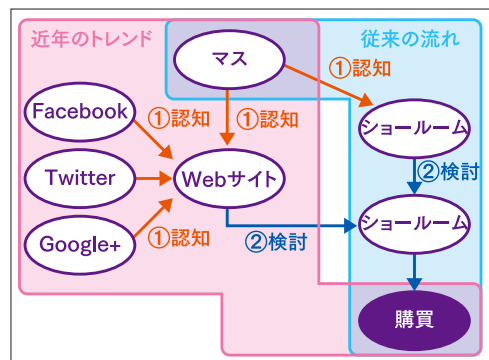 近年のトレンド
従来の流れ
マス
①認知
Facebook
①認知
①認知
ショールーム
Twitter
Webサイト
②検討
Google+
①認知
②検討
ショールーム
購買